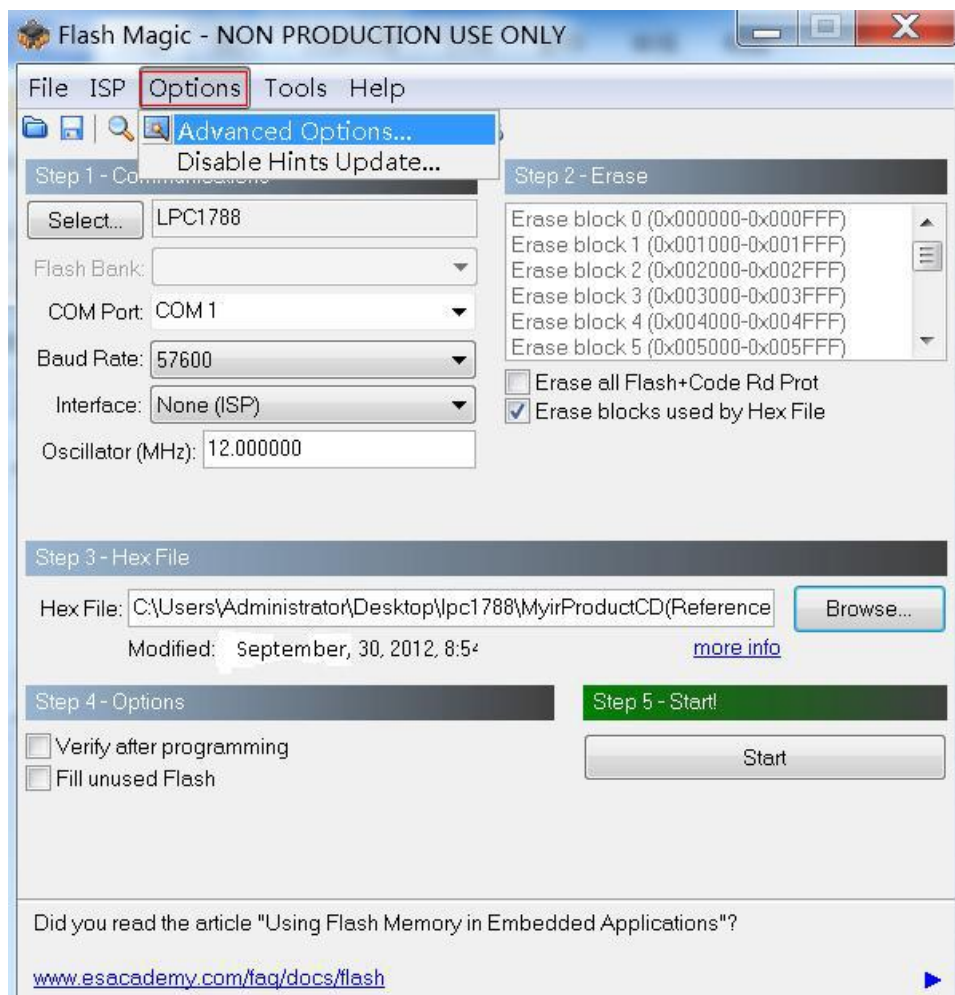 Flash Magic - NON PRODUCTION USE ONLY
File ISP Options Tools Help
Advanced Options...
Disable Hints Update...
Step 1 - Co
Step 2 - Erase
Select... LPC1788
Flash Bank:
COM Port: COM 1
Baud Rate: 57600
Interface: None (ISP)
Oscillator (MHz): 12.000000
Erase block 0 (0x000000-0x000FFF)
Erase block 1 (0x001000-0x001FFF)
Erase block 2 (0x002000-0x002FFF)
Erase block 3 (0x003000-0x003FFF)
Erase block 4 (0x004000-0x004FFF)
Erase block 5 (0x005000-0x005FFF)
Erase all Flash+Code Rd Prot
Erase blocks used by Hex File
Step 3 - Hex File
Hex File: C:\Users\Administrator\Desktop\lpc1788\MyirProductCD(Reference Browse...
Modified: September, 30, 2012, 8:54 more info
Step 4 - Options
Verify after programming
Fill unused Flash
Step 5 - Start!
Start
Did you read the article "Using Flash Memory in Embedded Applications"?
www.esacademy.com/faq/docs/flash